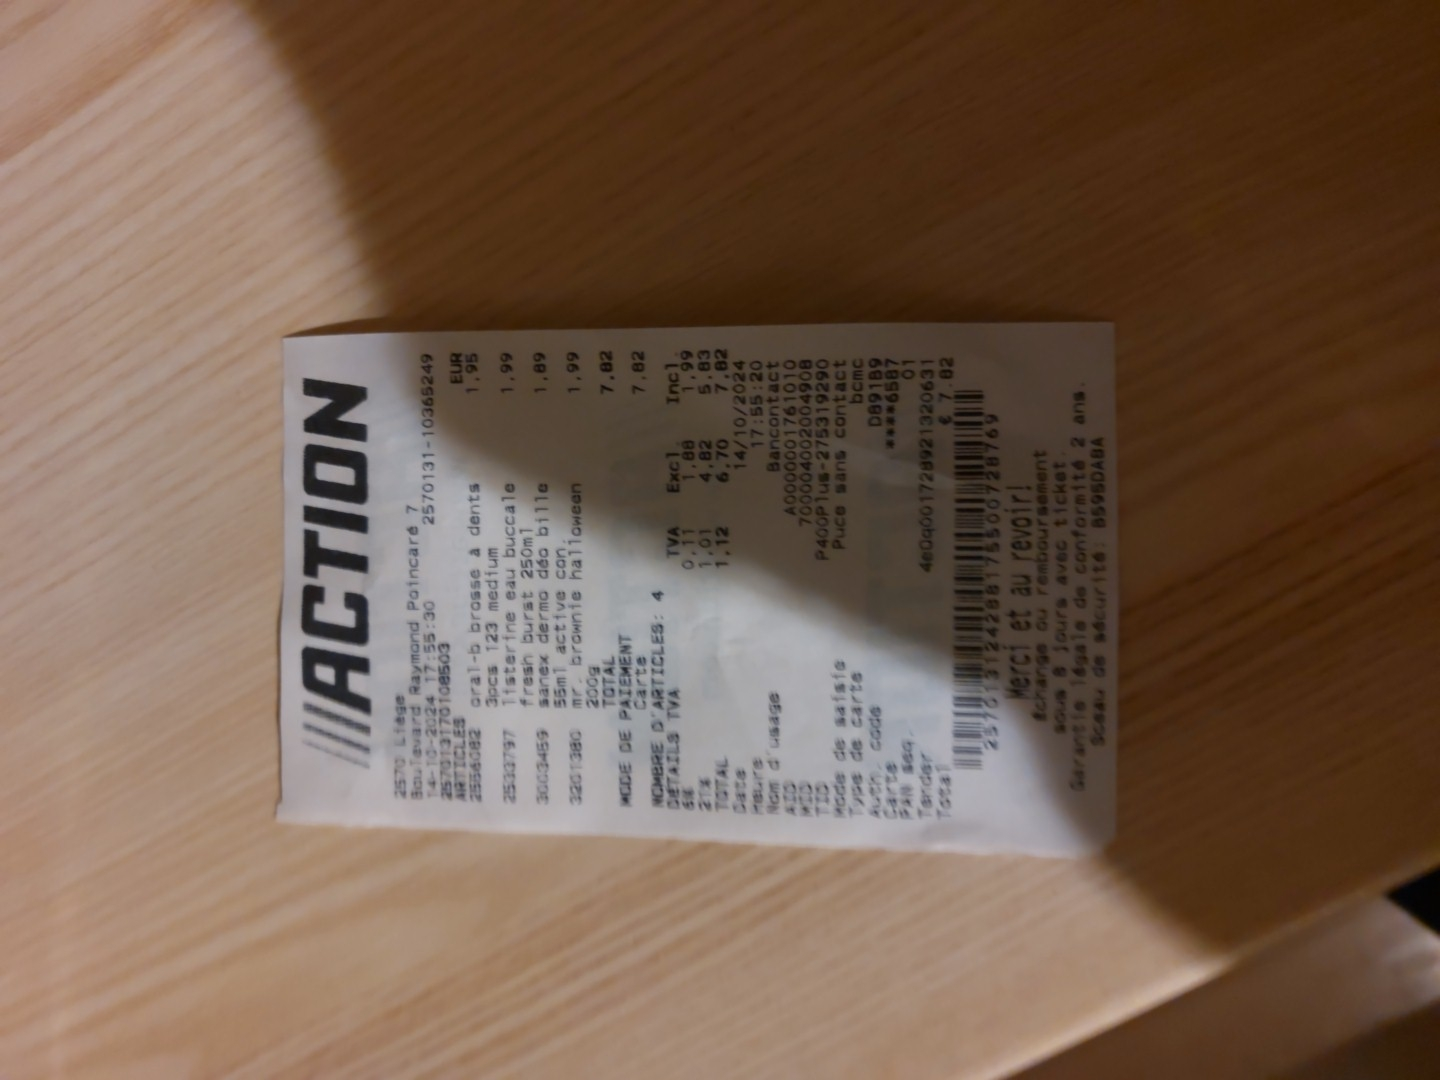 ACTION
2570 Liège
Boulevard Raymond Poincaré 7
14-10-2024 17:55:30 2570131-10365249
257013170108503
ARTICLES EUR
2556082 oral-b brosse à dents 1,95
3pcs 123 medium
2533797 listerine eau buccale 1,99
fresh burst 250ml
3003459 sanex dermo déo bille 1,89
55ml active con.
3201380 mr. brownie halloween 1,99
200g
TOTAL 7,82
MODE DE PAIEMENT
Carte 7,82
NOMBRE D'ARTICLES: 4
DÉTAILS TVA TVA Excl. Incl.
6% 0,11 1,88 1,99
21% 1,01 4,82 5,83
TOTAL 1,12 6,70 7,82
Date 14/10/2024
Heure 17:55:20
Nom d'usage Bancontact
AID A0000001761010
MID 700004002004908
TID P400Plus-275319290
Mode de saisie Puce sans contact
Type de carte bcmc
Auth. code
Carte ****6587
PAN seq. 01
Tender
Total € 7.82
Merci et au revoir!
Échange ou remboursement
sous 8 jours avec ticket.
Garantie légale de conformité 2 ans.
Sceau de sécurité: